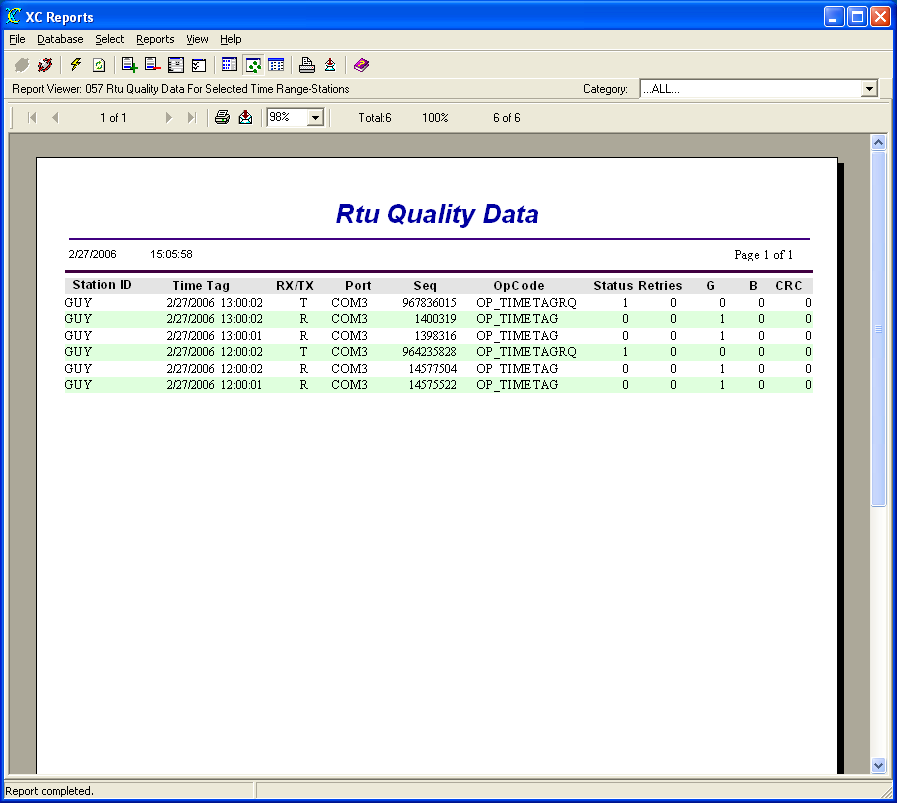 XC Reports
File Database Select Reports View Help
Report Viewer: 057 Rtu Quality Data For Selected Time Range-Stations Category: ...ALL...
1 of 1 98% Total:6 100% 6 of 6
Rtu Quality Data
2/27/2006 15:05:58 Page 1 of 1
Station ID Time Tag RX/TX Port Seq OpCode Status Retries G B CRC
GUY 2/27/2006 13:00:02 T COM3 967836015 OP_TIMETAGRQ 1 0 0 0 0
GUY 2/27/2006 13:00:02 R COM3 1400319 OP_TIMETAG 0 0 1 0 0
GUY 2/27/2006 13:00:01 R COM3 1398316 OP_TIMETAG 0 0 1 0 0
GUY 2/27/2006 12:00:02 T COM3 964235828 OP_TIMETAGRQ 1 0 0 0 0
GUY 2/27/2006 12:00:02 R COM3 14577504 OP_TIMETAG 0 0 1 0 0
GUY 2/27/2006 12:00:01 R COM3 14575522 OP_TIMETAG 0 0 1 0 0
Report completed.